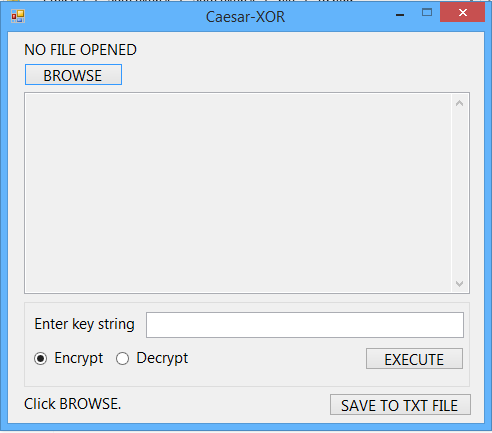 Caesar-XOR
NO FILE OPENED
BROWSE
Enter key string
Encrypt Decrypt EXECUTE
Click BROWSE. SAVE TO TXT FILE